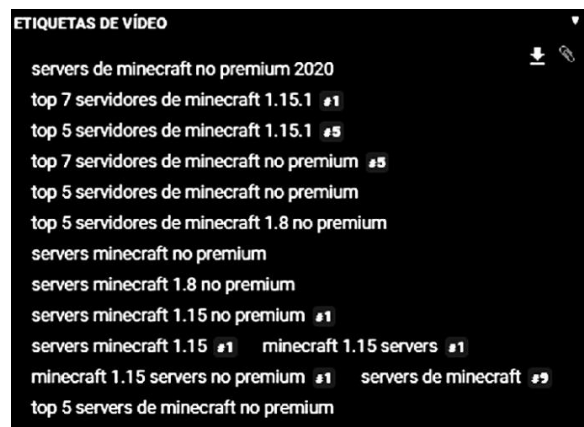 ETIQUETAS DE VÍDEO
servers de minecraft no premium 2020
top 7 servidores de minecraft 1.15.1 #1
top 5 servidores de minecraft 1.15.1 #5
top 7 servidores de minecraft no premium #5
top 5 servidores de minecraft no premium
top 5 servidores de minecraft 1.8 no premium
servers minecraft no premium
servers minecraft 1.8 no premium
servers minecraft 1.15 no premium #1
servers minecraft 1.15 #1 minecraft 1.15 servers #1
minecraft 1.15 servers no premium #1 servers de minecraft #9
top 5 servers de minecraft no premium